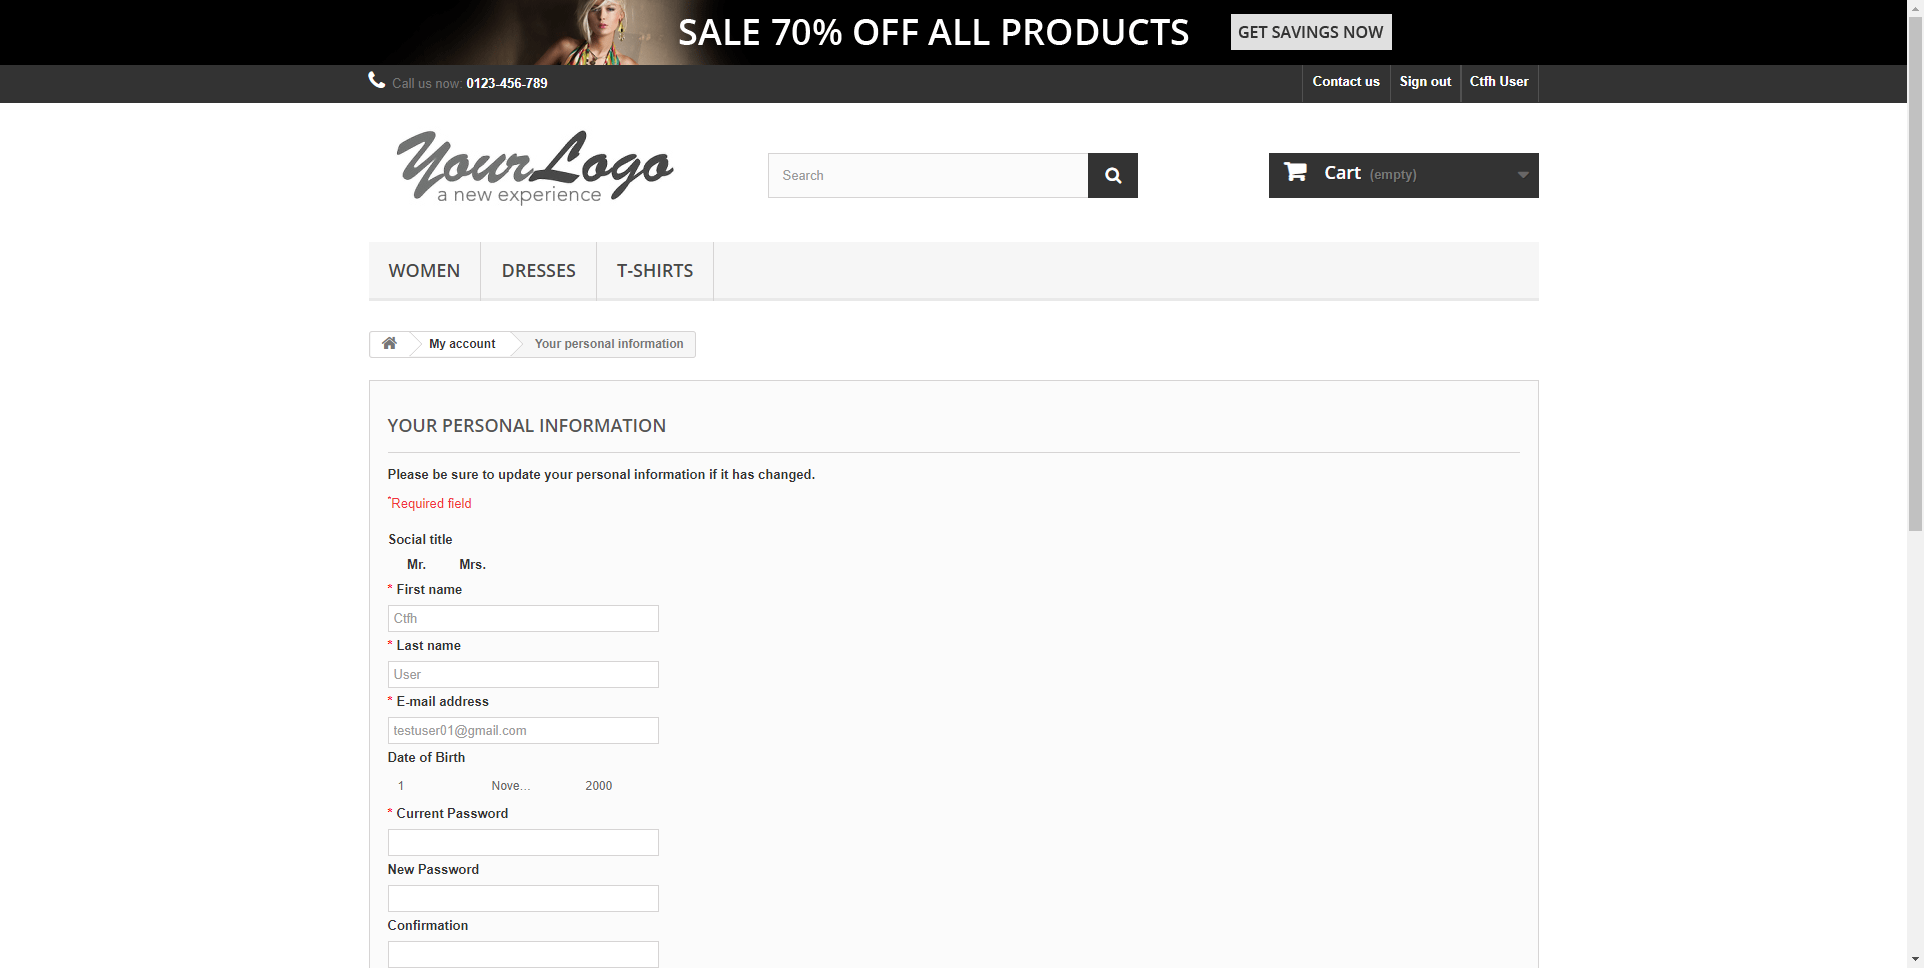 SALE 70% OFF ALL PRODUCTS GET SAVINGS NOW
Call us now: 0123-456-789 Contact us Sign out Ctfh User
YourLogo
a new experience
Search Cart (empty)
WOMEN DRESSES T-SHIRTS
My account Your personal information
YOUR PERSONAL INFORMATION
Please be sure to update your personal information if it has changed.
*Required field
Social title
Mr. Mrs.
* First name
Ctfh
* Last name
User
* E-mail address
testuser01@gmail.com
Date of Birth
1 Nove... 2000
* Current Password
New Password
Confirmation